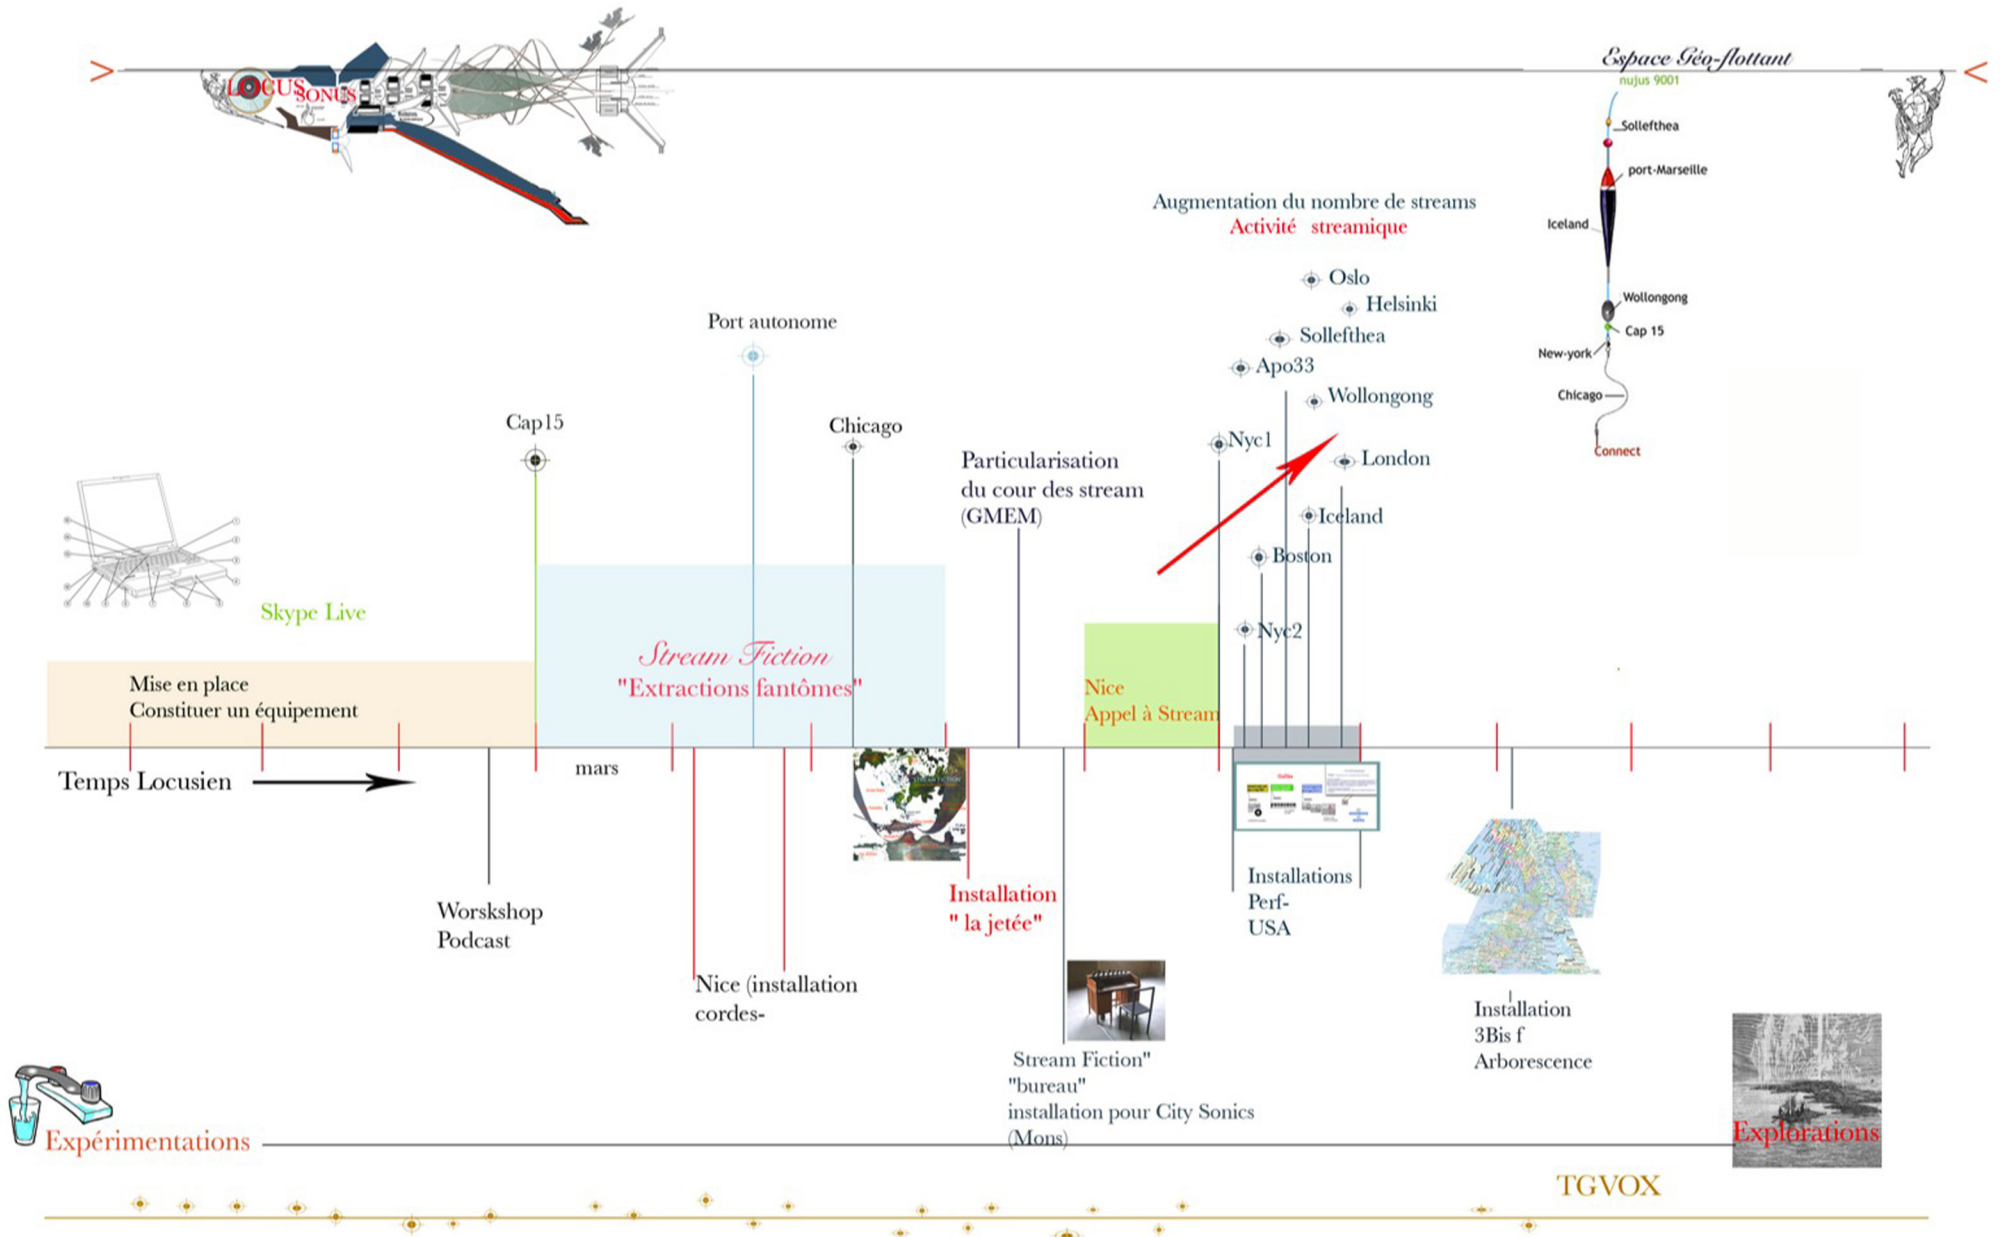 LOCUS
SONUS
Espace Géo-flottant
nujus 9001
Sollefthea
port-Marseille
Iceland
Wollongong
Cap 15
New-york
Chicago
Connect
Augmentation du nombre de streams
Activité streamique
Oslo
Helsinki
Sollefthea
Apo33
Wollongong
Nyc1
London
Iceland
Boston
Nyc2
Port autonome
Cap15
Chicago
Particularisation
du cour des stream
(GMEM)
Skype Live
Mise en place
Constituer un équipement
Stream Fiction
"Extractions fantômes"
Nice
Appel à Stream
Temps Locusien
mars
Worskshop
Podcast
Nice (installation
cordes-
Installation
" la jetée"
Stream Fiction"
"bureau"
installation pour City Sonics
(Mons)
Installations
Perf-
USA
Installation
3Bis f
Arborescence
Expérimentations
Explorations
TGVOX